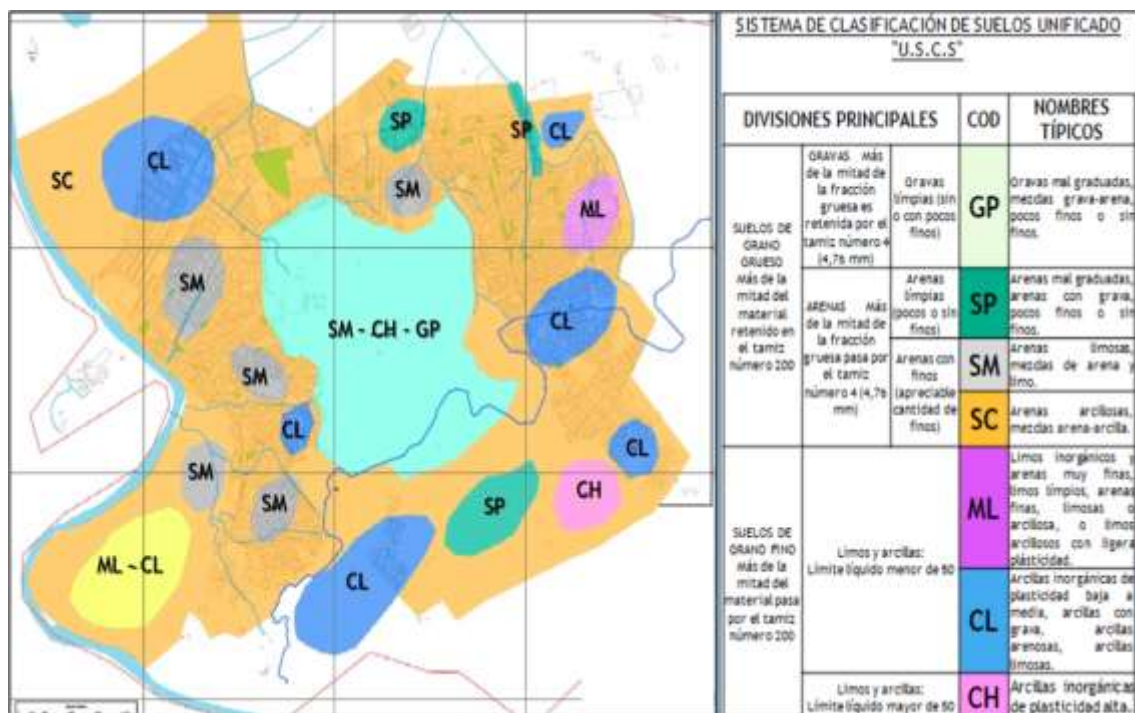 SC
CL
SP
SP
CL
SM
ML
SM
SM - CH - GP
CL
SM
CL
CL
SM
SM
SP
CH
ML - CL
CL
SISTEMA DE CLASIFICACIÓN DE SUELOS UNIFICADO
"U.S.C.S"
DIVISIONES PRINCIPALES
COD
NOMBRES
TÍPICOS
SUELOS DE
GRANO
GRUESO
Más de la
mitad del
material
retenido en
el tamiz
número 200
GRAVAS Más
de la mitad de
la fracción
gruesa es
retenida por el
tamiz número 4
(4,76 mm)
Gravas
límpias (sin
o con pocos
finos)
GP
Gravas mal graduadas,
mezclas grava-arena,
pocos finos o sin
finos.
ARENAS Más
de la mitad de
la fracción
gruesa pasa por
el tamiz
número 4 (4,76
mm)
Arenas
límpias
(pocos o sin
finos)
SP
Arenas mal graduadas,
arenas con grava,
pocos finos o sin
finos.
Arenas con
finos
(apreciable
cantidad de
finos)
SM
Arenas limosas,
mezclas de arena y
limo.
SC
Arenas arcillosas,
mezclas arena-arcilla.
SUELOS DE
GRANO FINO
Más de la
mitad del
material pasa
por el tamiz
número 200
Limos y arcillas:
Límite líquido menor de 50
ML
Limos inorgánicos y
arenas muy finas,
limos límpios, arenas
finas, limosas o
arcillosa, o limos
arcillosos con ligera
plásticidad.
CL
Arcillas inorgánicas de
plasticidad baja a
media, arcillas con
grava, arcillas
arenosas, arcillas
limosas.
Limos y arcillas:
Límite líquido mayor de 50
CH
Arcillas inorgánicas
de plasticidad alta.